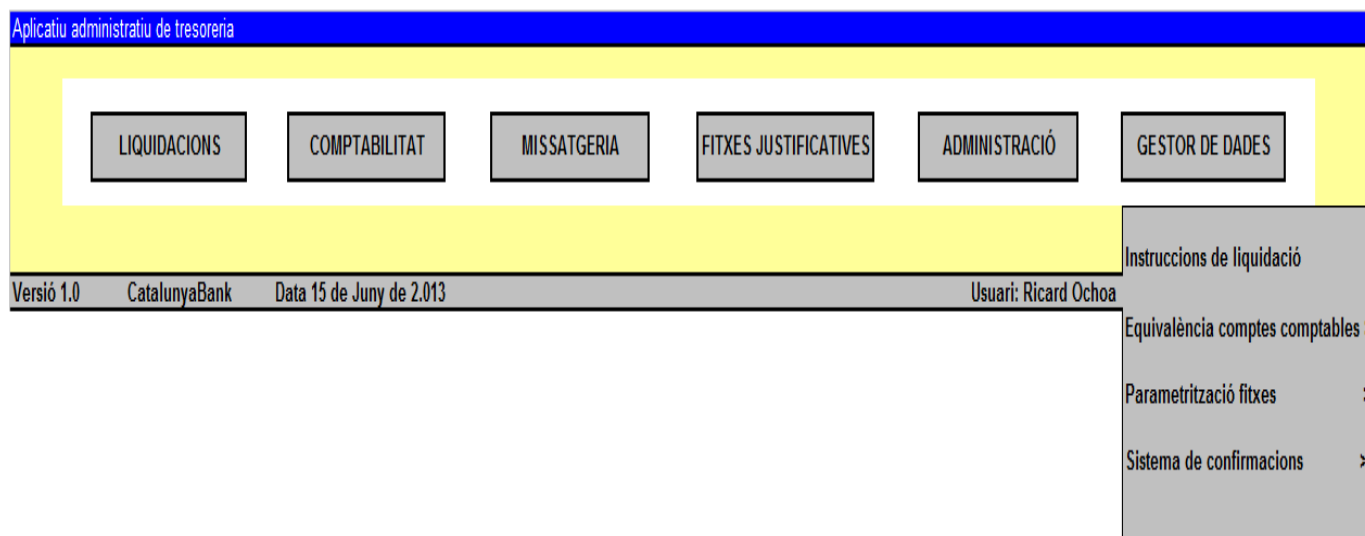 Aplicatiu administratiu de tresoreria
LIQUIDACIONS COMPTABILITAT MISSATGERIA FITXES JUSTIFICATIVES ADMINISTRACIÓ GESTOR DE DADES
Instruccions de liquidació
Versió 1.0 CatalunyaBank Data 15 de Juny de 2.013 Usuari: Ricard Ochoa
Equivalència comptes comptables
Parametrització fitxes
Sistema de confirmacions >